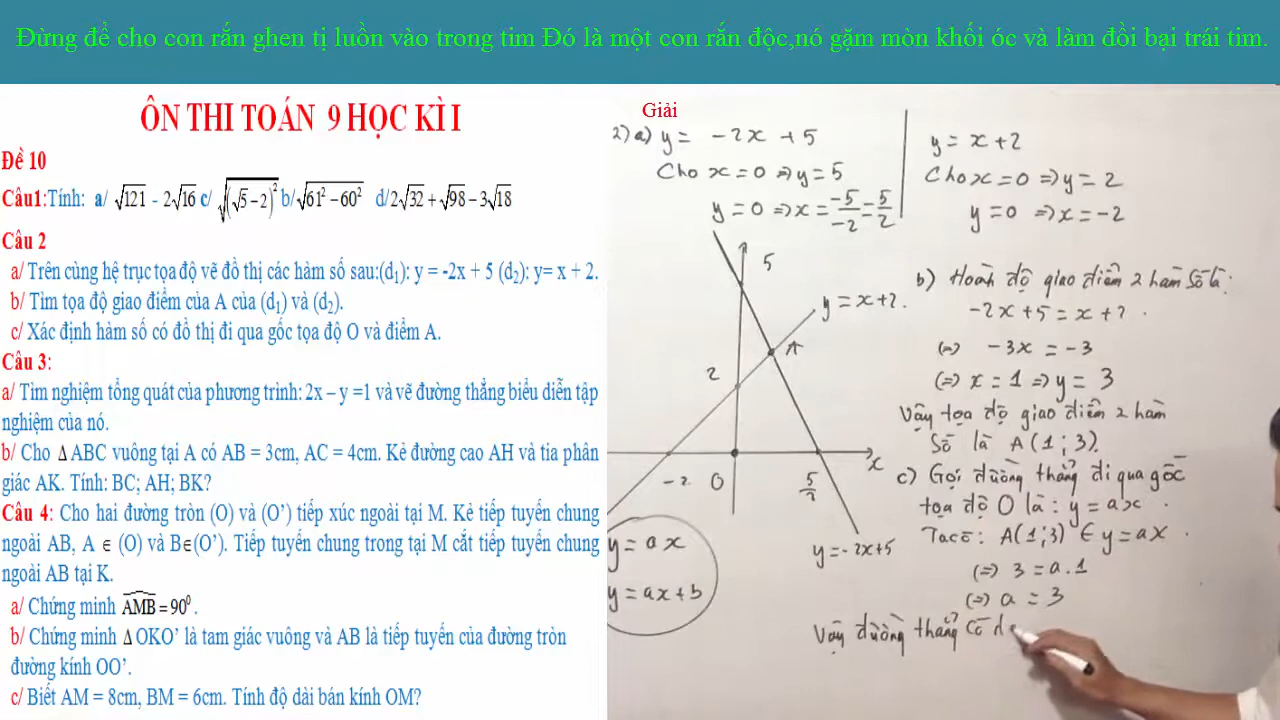 Đừng để cho con rắn ghen tị luồn vào trong tim Đó là một con rắn độc,nó gặm mòn khối óc và làm đồi bại trái tim.
ÔN THI TOÁN 9 HỌC KÌ I
Đề 10
Câu1:Tính: a/ √121 - 2√16 c/ √(√5-2)² b/√61²-60² d/2√32+√98-3√18
Câu 2
a/ Trên cùng hệ trục tọa độ vẽ đồ thị các hàm số sau:(d₁): y = -2x + 5 (d₂): y= x + 2.
b/ Tìm tọa độ giao điểm của A của (d₁) và (d₂).
c/ Xác định hàm số có đồ thị đi qua gốc tọa độ O và điểm A.
Câu 3:
a/ Tìm nghiệm tổng quát của phương trình: 2x – y =1 và vẽ đường thẳng biểu diễn tập
nghiệm của nó.
b/ Cho Δ ABC vuông tại A có AB = 3cm, AC = 4cm. Kẻ đường cao AH và tia phân
giác AK. Tính: BC; AH; BK?
Câu 4: Cho hai đường tròn (O) và (O’) tiếp xúc ngoài tại M. Kẻ tiếp tuyến chung
ngoài AB, A ∈ (O) và B∈(O’). Tiếp tuyến chung trong tại M cắt tiếp tuyến chung
ngoài AB tại K.
a/ Chứng minh AMB = 90⁰.
b/ Chứng minh Δ OKO’ là tam giác vuông và AB là tiếp tuyến của đường tròn
đường kính OO’.
c/ Biết AM = 8cm, BM = 6cm. Tính độ dài bán kính OM?
Giải
2) a) y = -2x + 5
Cho x = 0 => y = 5
y = 0 => x = -5/-2 = 5/2
y = x + 2
Cho x = 0 => y = 2
y = 0 => x = -2
5
y = x + 2.
A
2
-2
O
5/2
x
y = -2x+5
y = ax
y = ax + b
b) Hoành độ giao điểm 2 hàm số là:
-2x + 5 = x + 2.
(=) -3x = -3
(=) x = 1 => y = 3
Vậy tọa độ giao điểm 2 hàm
số là A(1; 3).
c) Gọi đường thẳng đi qua gốc
tọa độ O là: y = ax.
Ta có: A(1;3) ∈ y = ax.
(=) 3 = a.1
(=) a = 3
Vậy đường thẳng có d